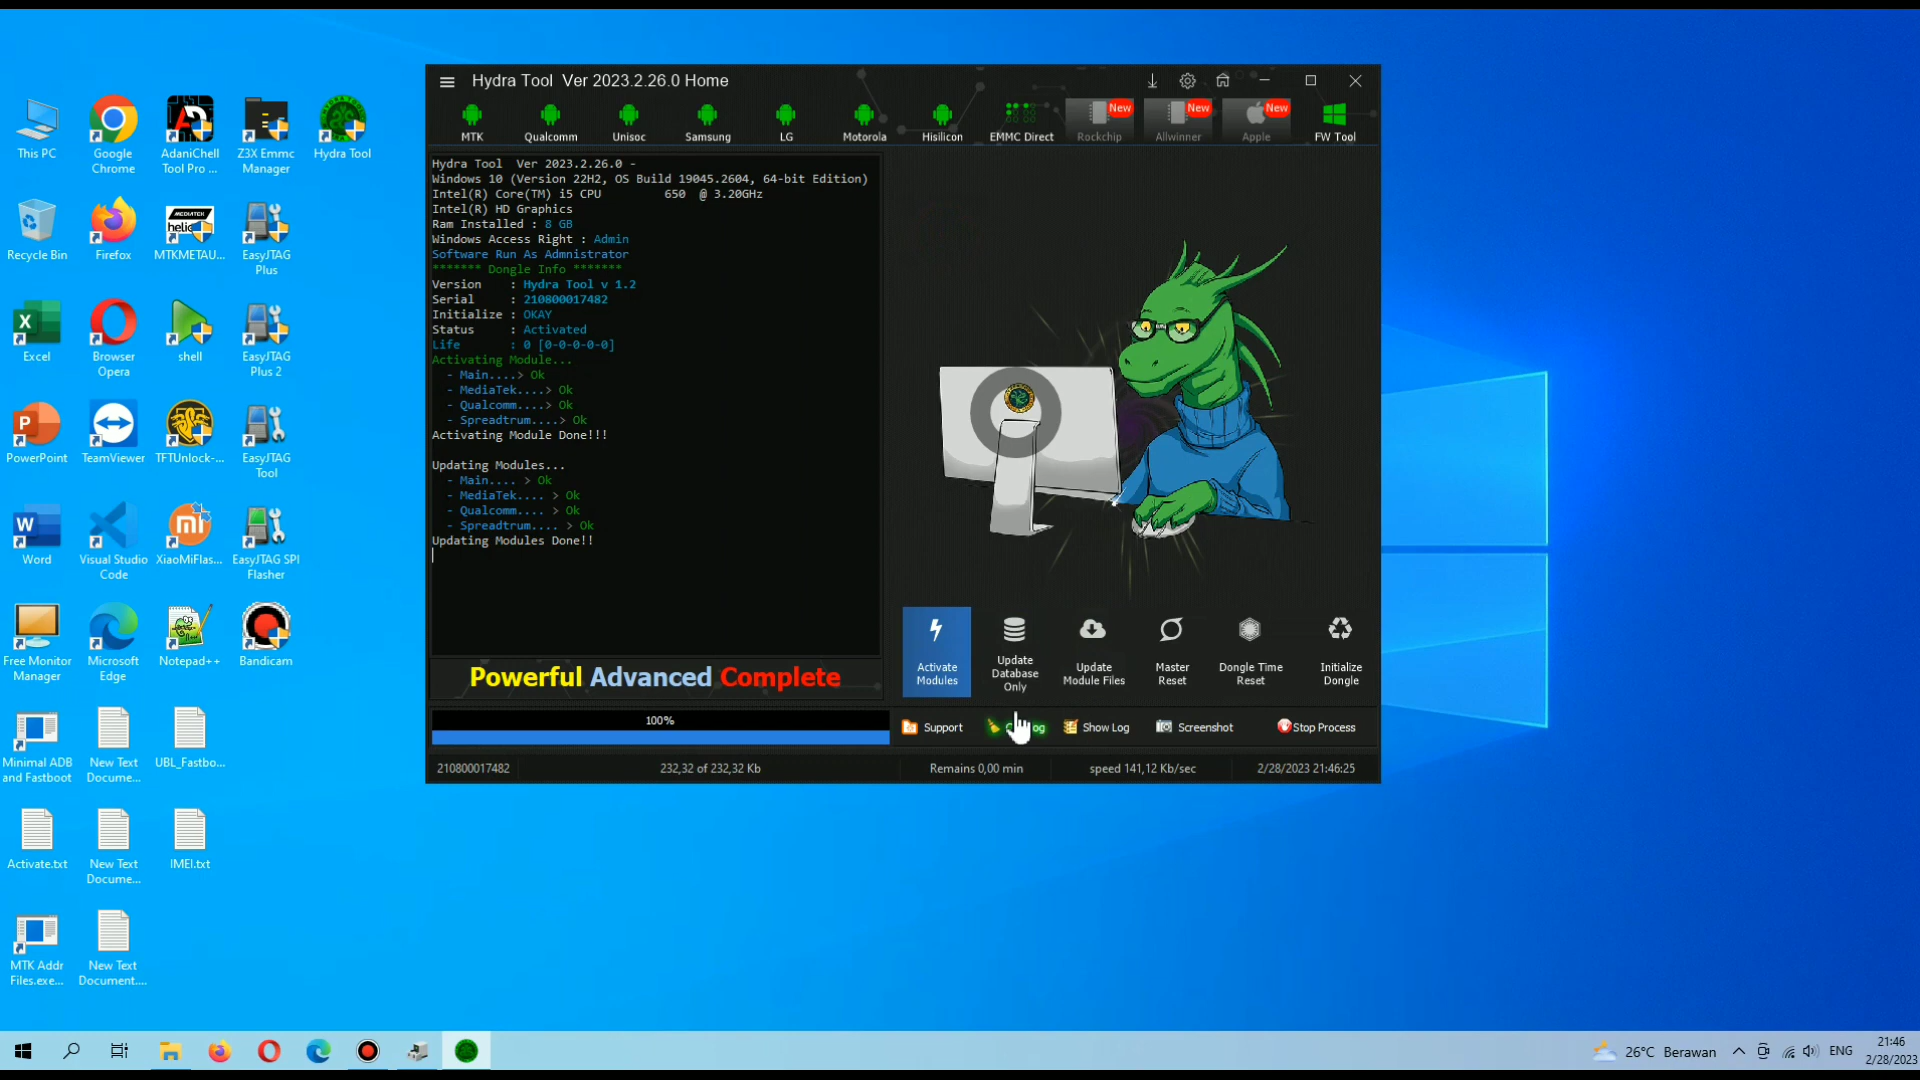 Hydra Tool Ver 2023.2.26.0 Home
MTK
Qualcomm
Unisoc
Samsung
LG
Motorola
Hisilicon
EMMC Direct
New
Rockchip
New
Allwinner
New
Apple
FW Tool
Hydra Tool Ver 2023.2.26.0 -
Windows 10 (Version 22H2, OS Build 19045.2604, 64-bit Edition)
Intel(R) Core(TM) i5 CPU 650 @ 3.20GHz
Intel(R) HD Graphics
Ram Installed : 8 GB
Windows Access Right : Admin
Software Run As Admnistrator
******* Dongle Info *******
Version : Hydra Tool v 1.2
Serial : 210800017482
Initialize : OKAY
Status : Activated
Life : 0 [0-0-0-0-0]
Activating Module...
- Main....> Ok
- MediaTek....> Ok
- Qualcomm....> Ok
- Spreadtrum....> Ok
Activating Module Done!!!
Updating Modules...
- Main.... > Ok
- MediaTek.... > Ok
- Qualcomm.... > Ok
- Spreadtrum.... > Ok
Updating Modules Done!!
Powerful Advanced Complete
Activate
Modules
Update
Database
Only
Update
Module Files
Master
Reset
Dongle Time
Reset
Initialize
Dongle
100%
Support
Show Log
Screenshot
Stop Process
210800017482
232,32 of 232,32 Kb
Remains 0,00 min
speed 141,12 Kb/sec
2/28/2023 21:46:25
This PC
Google
Chrome
AdaniChell
Tool Pro ...
Z3X Emmc
Manager
Hydra Tool
Recycle Bin
Firefox
MEDIATEK
helio
MTKMETAU...
EasyJTAG
Plus
Excel
Browser
Opera
shell
EasyJTAG
Plus 2
PowerPoint
TeamViewer
TFTUnlock-...
EasyJTAG
Tool
Word
Visual Studio
Code
XiaoMiFlas...
EasyJTAG SPI
Flasher
Free Monitor
Manager
Microsoft
Edge
Notepad++
Bandicam
Minimal ADB
and Fastboot
New Text
Docume...
UBL_Fastbo...
Activate.txt
New Text
Docume...
IMEI.txt
MTK Addr
Files.exe...
New Text
Document....
26°C Berawan
ENG
21:46
2/28/2023